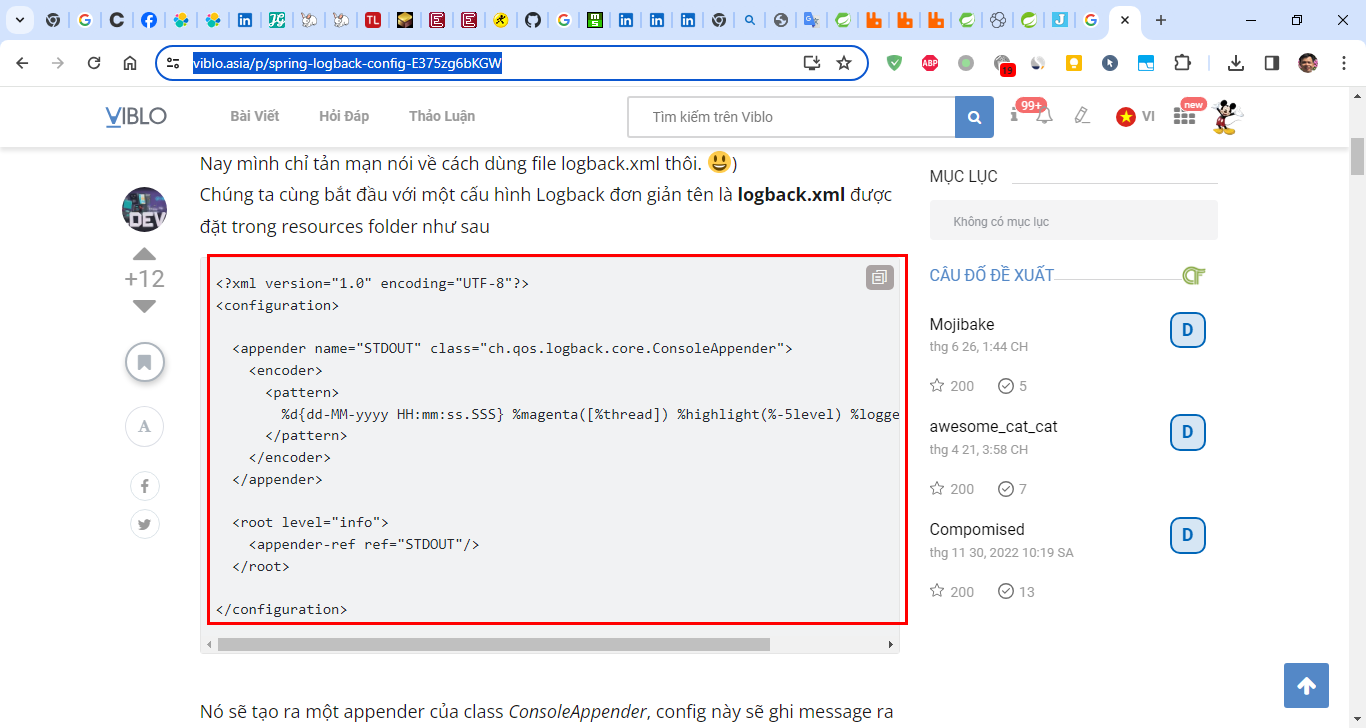 viblo.asia/p/spring-logback-config-E375zg6bKGW
ABP
19
VIBLO
Bài Viết
Hỏi Đáp
Thảo Luận
Tìm kiếm trên Viblo
99+
VI
new
Nay mình chỉ tản mạn nói về cách dùng file logback.xml thôi. 😃)
Chúng ta cùng bắt đầu với một cấu hình Logback đơn giản tên là logback.xml được
đặt trong resources folder như sau
DEV
+12
A
<?xml version="1.0" encoding="UTF-8"?>
<configuration>
<appender name="STDOUT" class="ch.qos.logback.core.ConsoleAppender">
<encoder>
<pattern>
%d{dd-MM-yyyy HH:mm:ss.SSS} %magenta([%thread]) %highlight(%-5level) %logge
</pattern>
</encoder>
</appender>
<root level="info">
<appender-ref ref="STDOUT"/>
</root>
</configuration>
Nó sẽ tạo ra một appender của class ConsoleAppender, config này sẽ ghi message ra
MỤC LỤC
Không có mục lục
CÂU ĐỐ ĐỀ XUẤT
Mojibake
D
thg 6 26, 1:44 CH
200
5
awesome_cat_cat
D
thg 4 21, 3:58 CH
200
7
Compomised
D
thg 11 30, 2022 10:19 SA
200
13